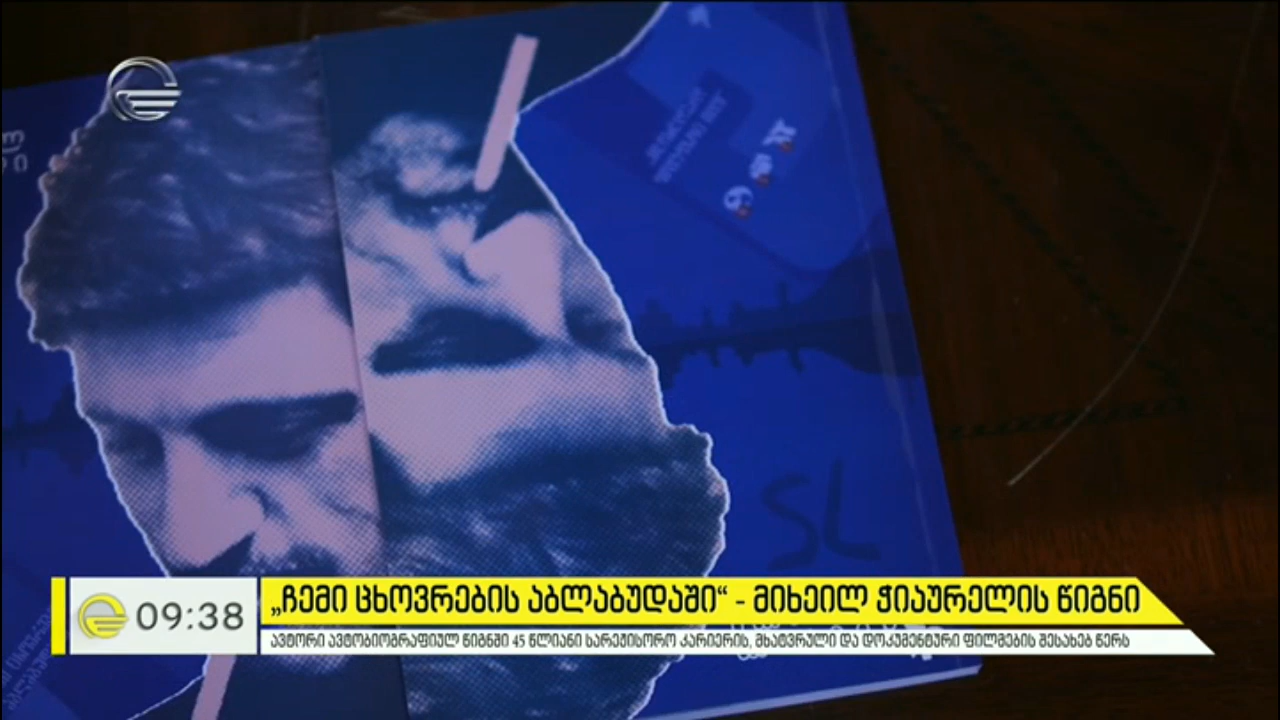 SL
09:38
„ჩემი ცხოვრების აბლაბუდაში“ - მიხეილ ჭიაურელის წიგნი
ავტორი ავტობიოგრაფიულ წიგნში 45 წლიანი სარეჟისორო კარიერის, მხატვრული და დოკუმენტური ფილმების შესახებ წერს